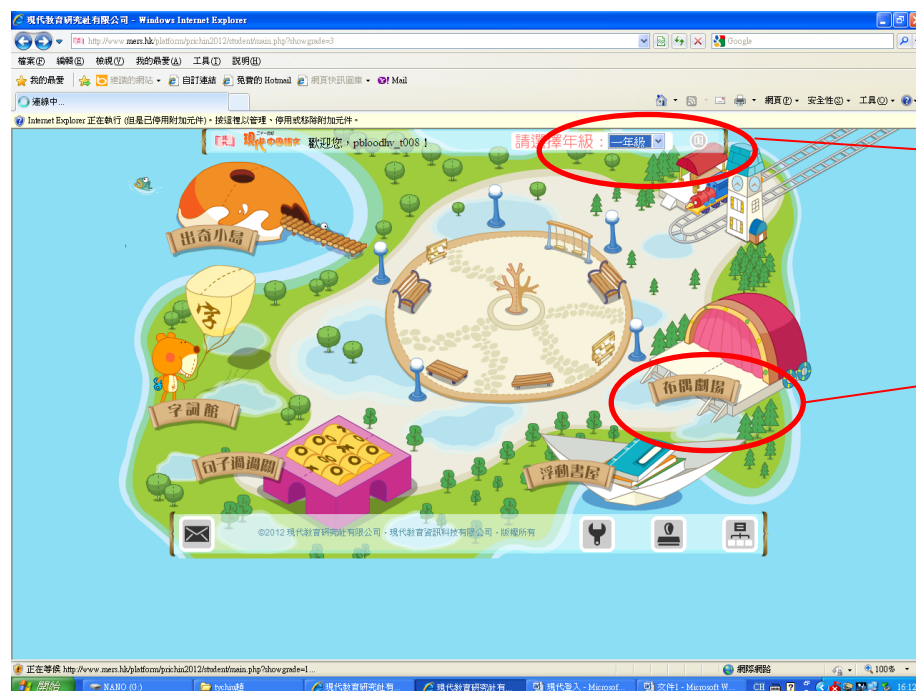 現代教育研究社有限公司 - Windows Internet Explorer
http://www.mers.hk/platform/prichin2012/student/main.php?showgrade=3
Google
檔案(F) 編輯(E) 檢視(V) 我的最愛(A) 工具(T) 說明(H)
我的最愛 建議的網站 自訂連結 免費的 Hotmail 網頁快訊圖庫 Y! Mail
連線中...
網頁(P) 安全性(S) 工具(O)
Internet Explorer 正在執行 (但是已停用附加元件)。按這裡以管理、停用或移除附加元件。
現代中國語文 歡迎您，pbloodhv_t008！ 請選擇年級： 一年級
出奇小島
字
布偶劇場
字詞館
句子過過關
浮動書屋
©2012 現代教育研究社有限公司、現代教育資訊科技有限公司，版權所有
正在等候 http://www.mers.hk/platform/prichin2012/student/main.php?showgrade=1...
網際網路 100%
開始 NANO (G:) 現代教育研究社有... 現代教育研究社有... 現代登入 - Microsof... 文件1 - Microsoft W... CH